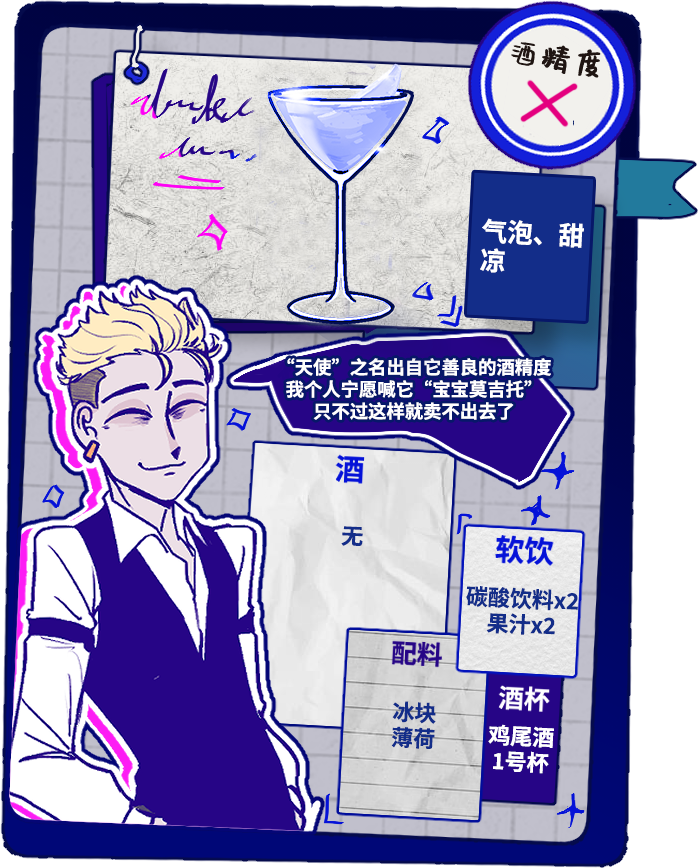 酒精度
气泡、甜
凉
“天使”之名出自它善良的酒精度
我个人宁愿喊它“宝宝莫吉托”
只不过这样就卖不出去了
酒
无
软饮
碳酸饮料x2
果汁x2
配料
冰块
薄荷
酒杯
鸡尾酒
1号杯